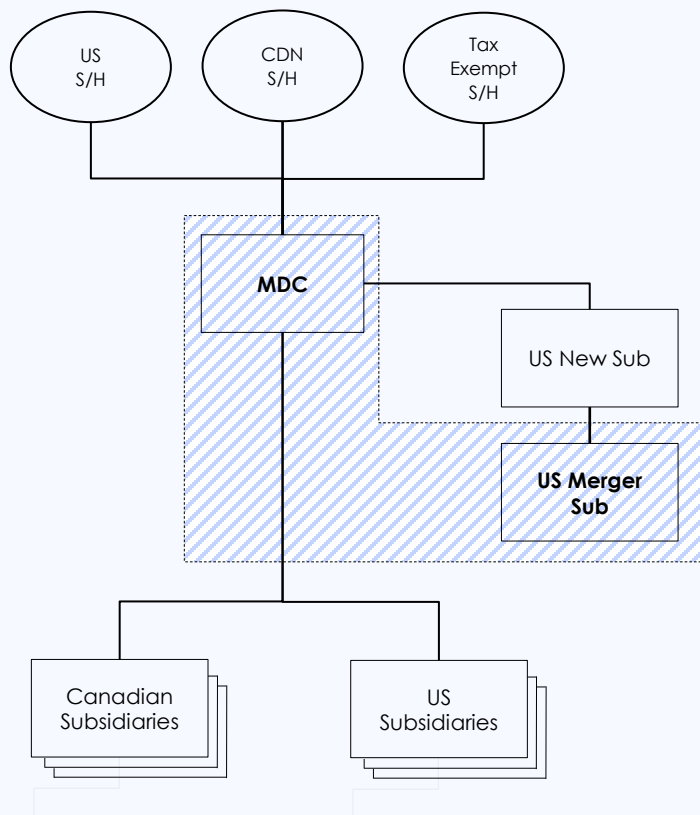 US
S/H
CDN
S/H
Tax
Exempt
S/H
MDC
US New Sub
US Merger
Sub
Canadian
Subsidiaries
US
Subsidiaries